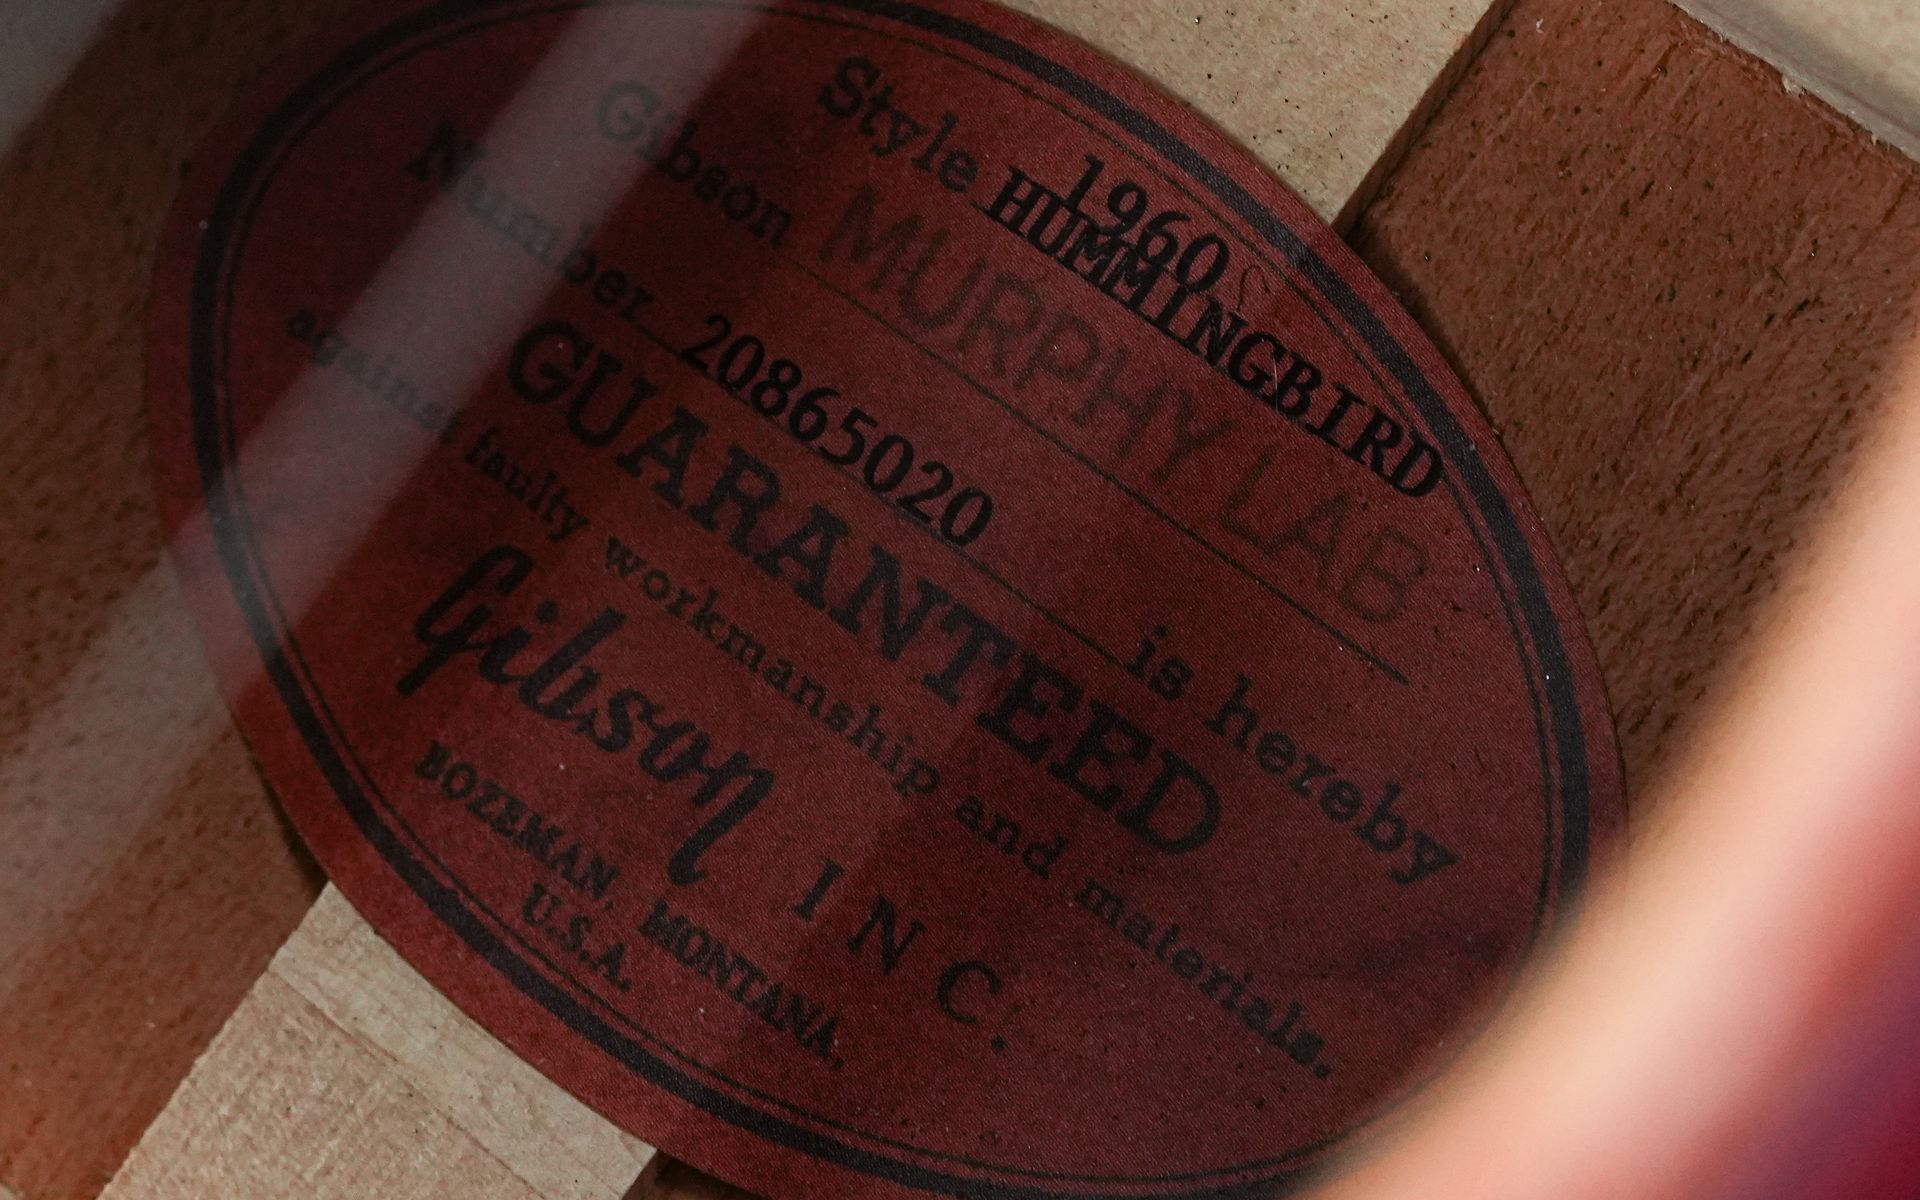 Style 1960
HUMMINGBIRD
Gibson MURPHY LAB
Number 20865020 is hereby
GUARANTEED
against faulty workmanship and materials.
Gibson INC.
BOZEMAN, MONTANA,
U.S.A.